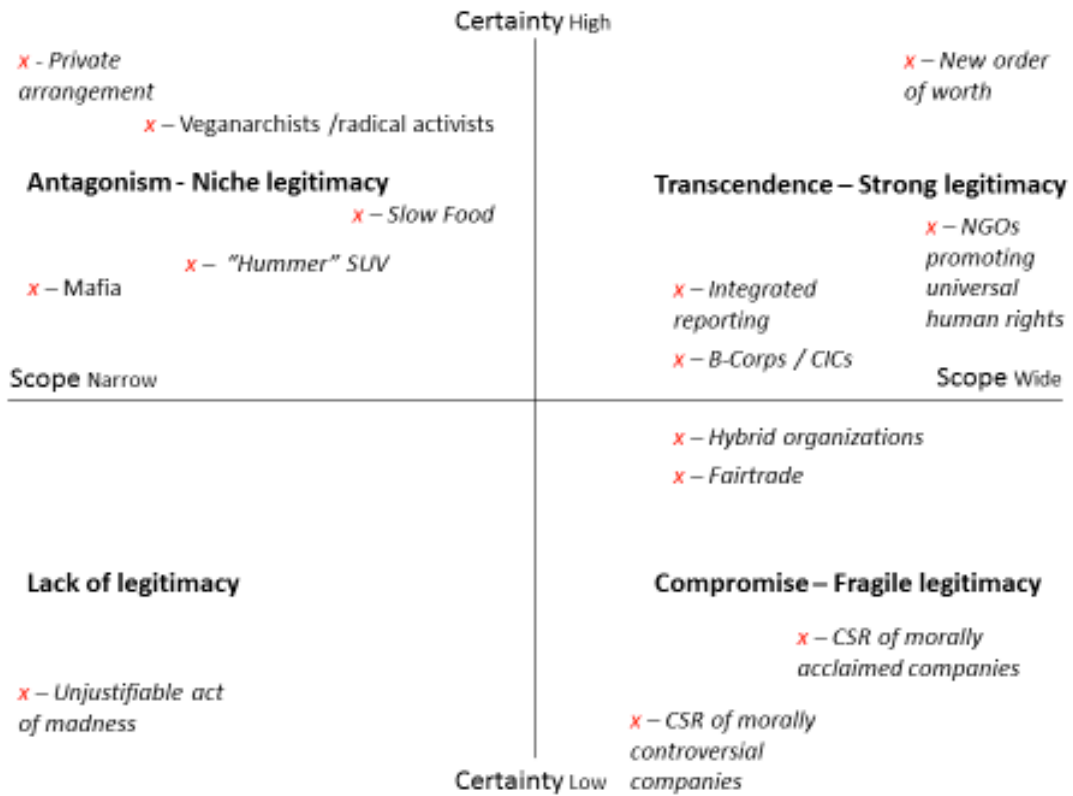 Certainty High
x - Private
arrangement
x – New order
of worth
x – Veganarchists /radical activists
Antagonism - Niche legitimacy
Transcendence – Strong legitimacy
x – Slow Food
x – NGOs
promoting
universal
human rights
x – "Hummer" SUV
x – Mafia
x – Integrated
reporting
x – B-Corps / CICs
Scope Narrow
Scope Wide
x – Hybrid organizations
x – Fairtrade
Lack of legitimacy
Compromise – Fragile legitimacy
x – CSR of morally
acclaimed companies
x – Unjustifiable act
of madness
x – CSR of morally
controversial
companies
Certainty Low